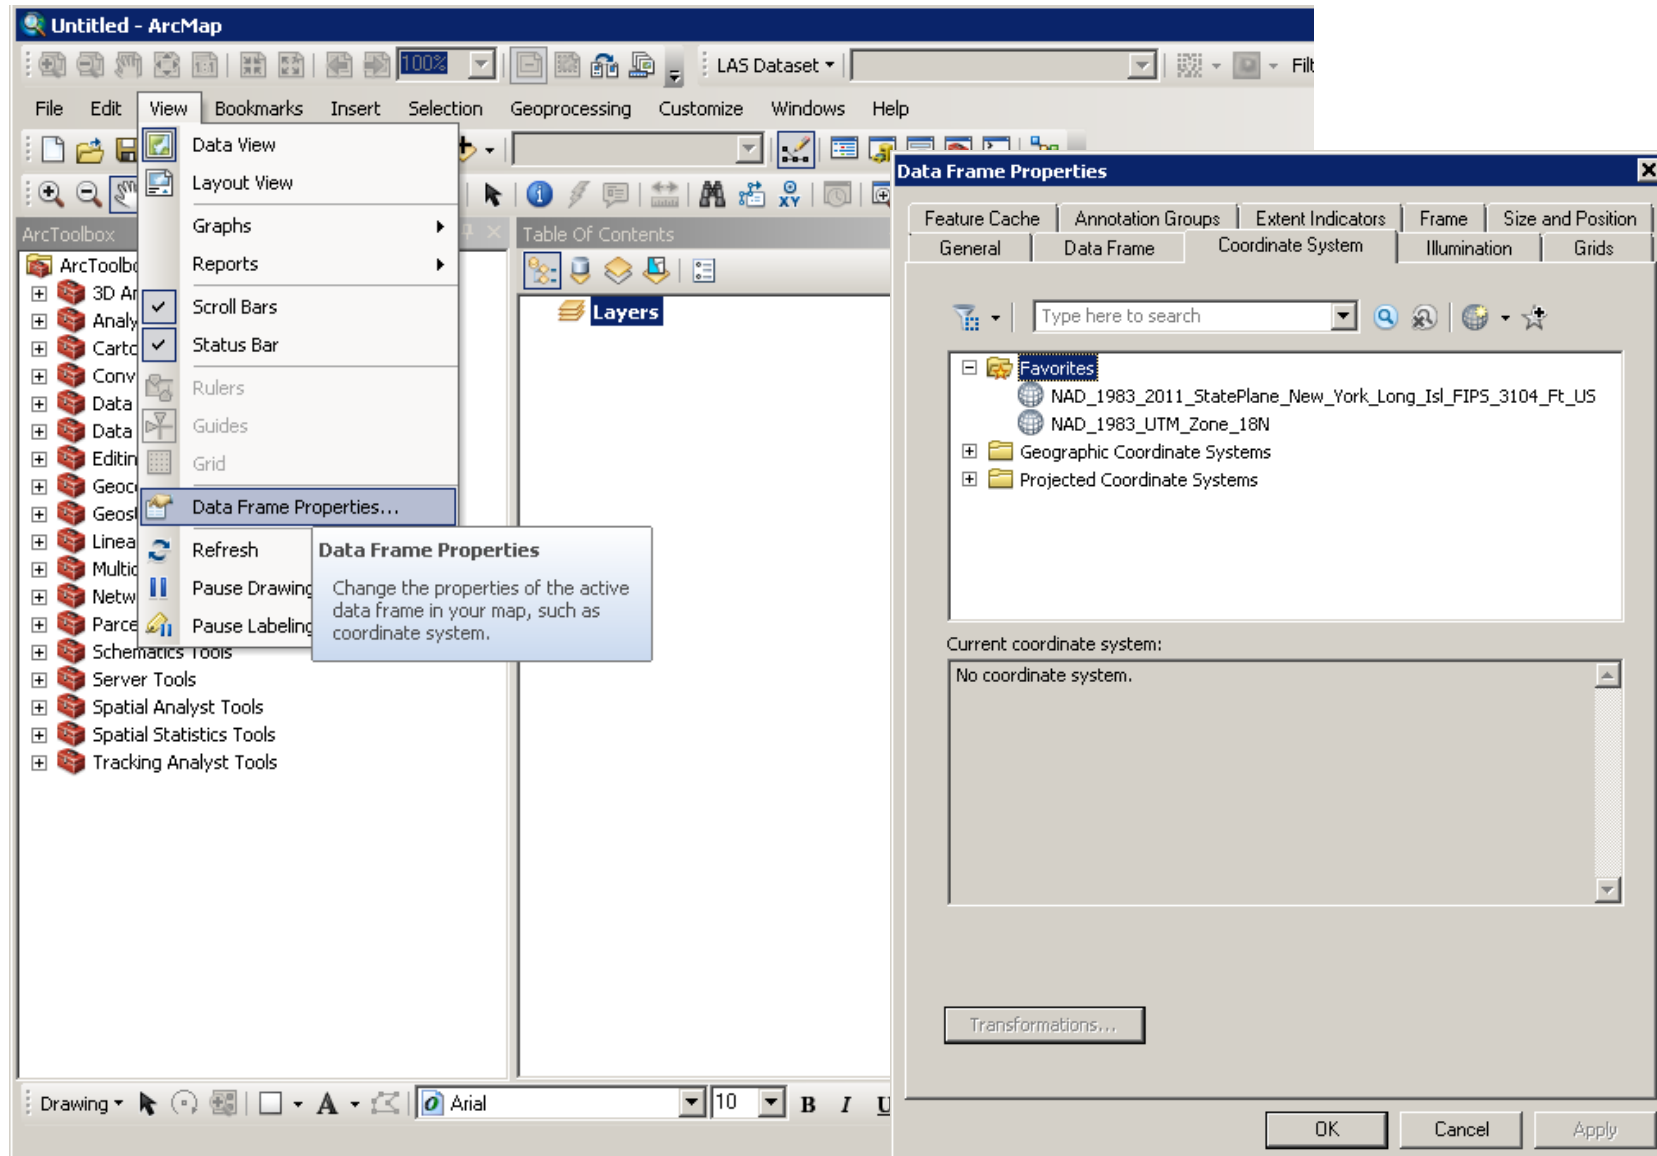 Untitled - ArcMap
100%
LAS Dataset
File Edit View Bookmarks Insert Selection Geoprocessing Customize Windows Help
Data View
Layout View
Graphs
Reports
Scroll Bars
Status Bar
Rulers
Guides
Grid
Data Frame Properties...
Refresh
Pause Drawing
Pause Labeling
Data Frame Properties
Change the properties of the active
data frame in your map, such as
coordinate system.
ArcToolbox
Schematics Tools
Server Tools
Spatial Analyst Tools
Spatial Statistics Tools
Tracking Analyst Tools
Table Of Contents
Layers
Drawing
Arial
10
B I U
Data Frame Properties
Feature Cache Annotation Groups Extent Indicators Frame Size and Position
General Data Frame Coordinate System Illumination Grids
Type here to search
Favorites
NAD_1983_2011_StatePlane_New_York_Long_Isl_FIPS_3104_Ft_US
NAD_1983_UTM_Zone_18N
Geographic Coordinate Systems
Projected Coordinate Systems
Current coordinate system:
No coordinate system.
Transformations...
OK Cancel Apply